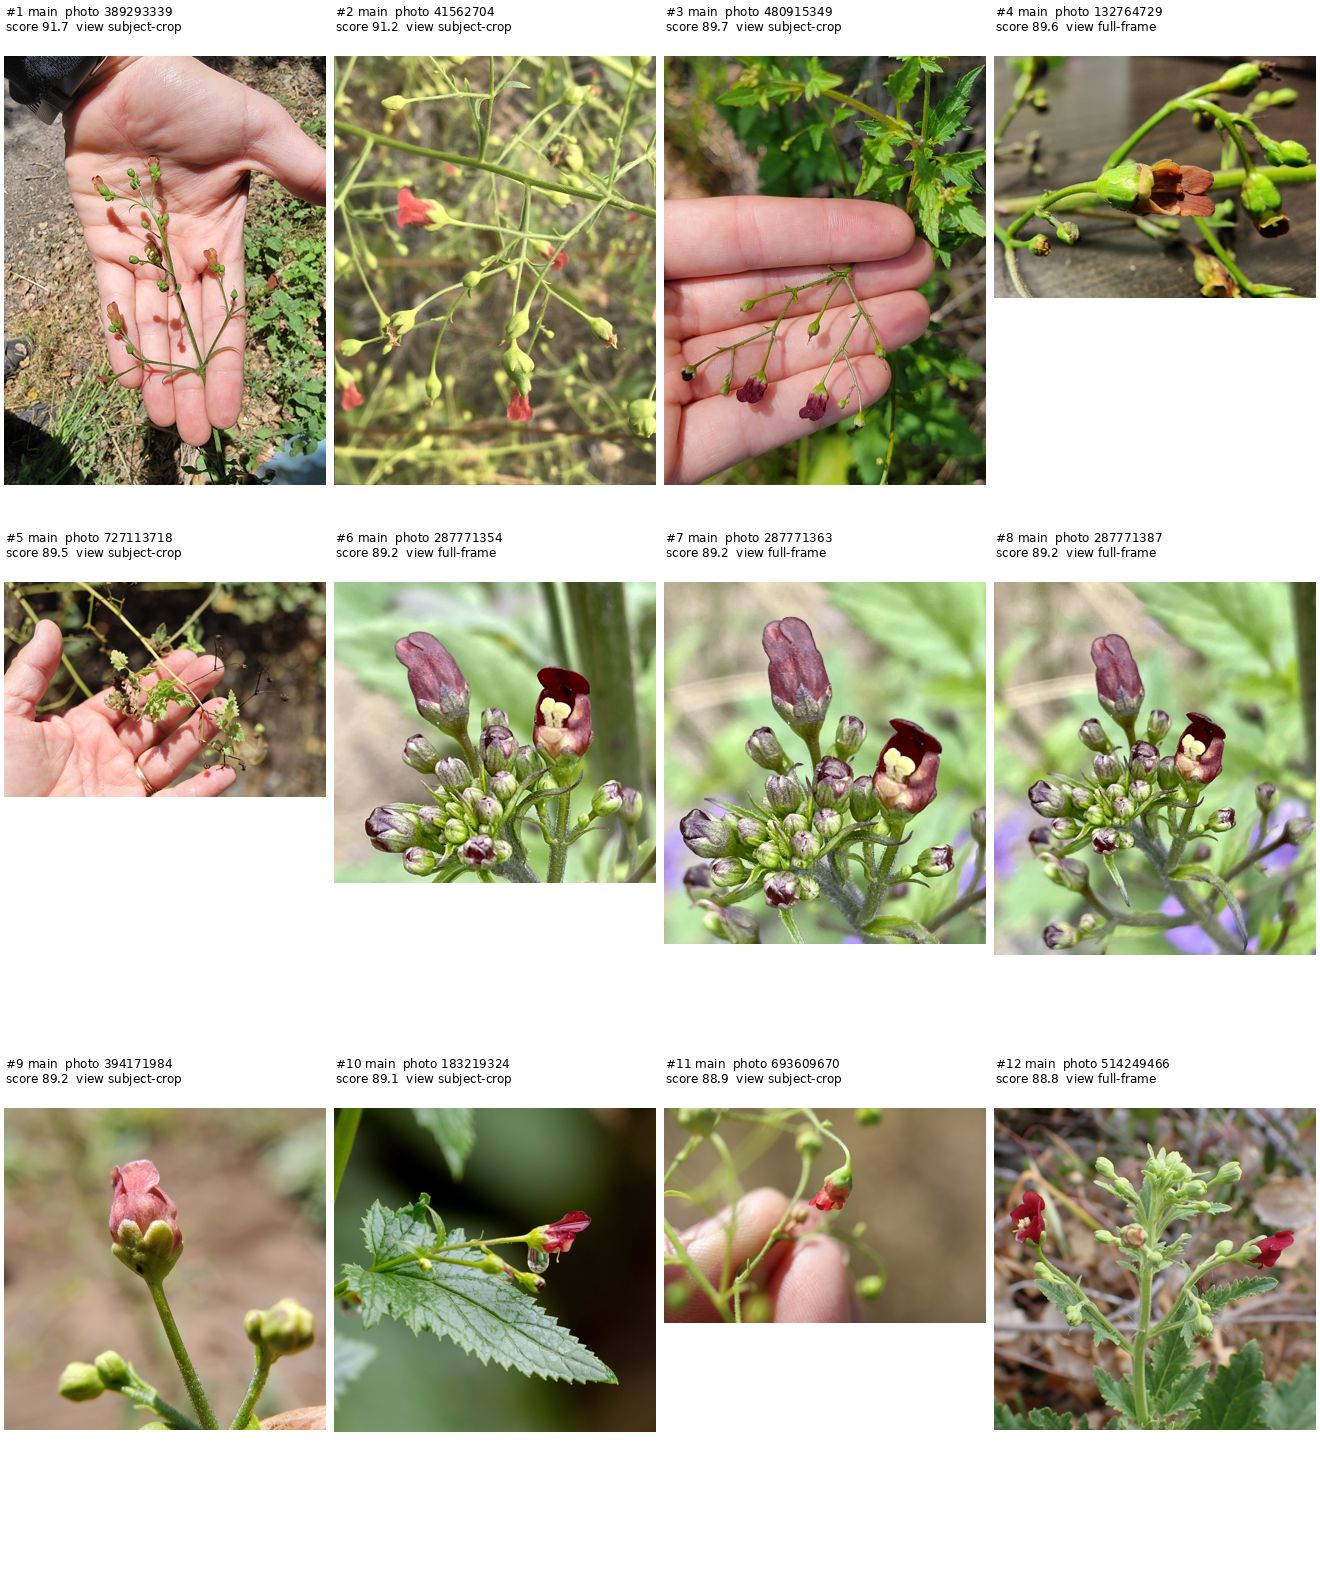 #1 main  photo 389293339
score 91.7  view subject-crop
#2 main  photo 41562704
score 91.2  view subject-crop
#3 main  photo 480915349
score 89.7  view subject-crop
#4 main  photo 132764729
score 89.6  view full-frame
#5 main  photo 727113718
score 89.5  view subject-crop
#6 main  photo 287771354
score 89.2  view full-frame
#7 main  photo 287771363
score 89.2  view full-frame
#8 main  photo 287771387
score 89.2  view full-frame
#9 main  photo 394171984
score 89.2  view subject-crop
#10 main  photo 183219324
score 89.1  view subject-crop
#11 main  photo 693609670
score 88.9  view subject-crop
#12 main  photo 514249466
score 88.8  view full-frame